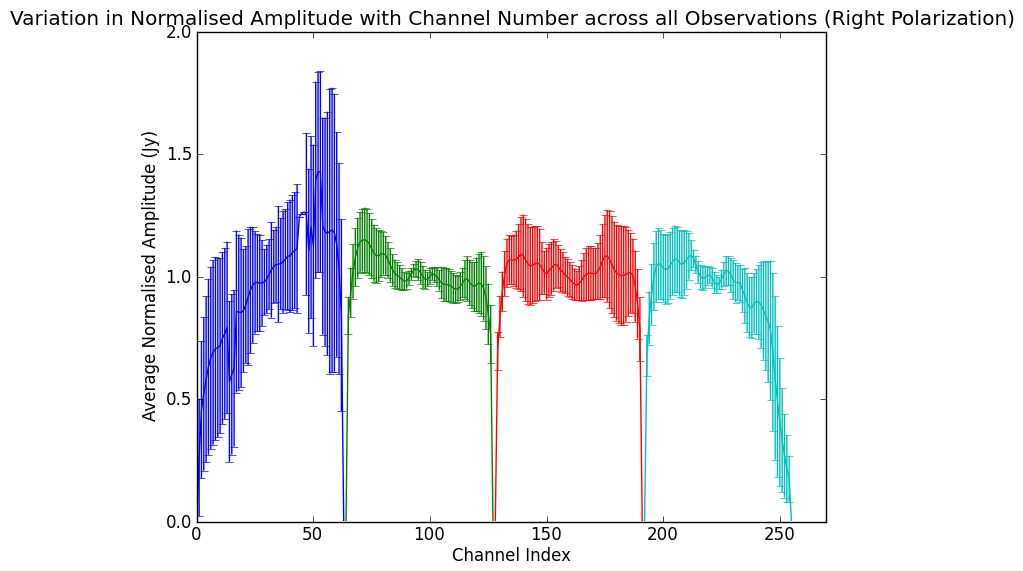 Variation in Normalised Amplitude with Channel Number across all Observations (Right Polarization)
2.0
1.5
1.0
0.5
0.0
Average Normalised Amplitude (Jy)
0 50 100 150 200 250
Channel Index